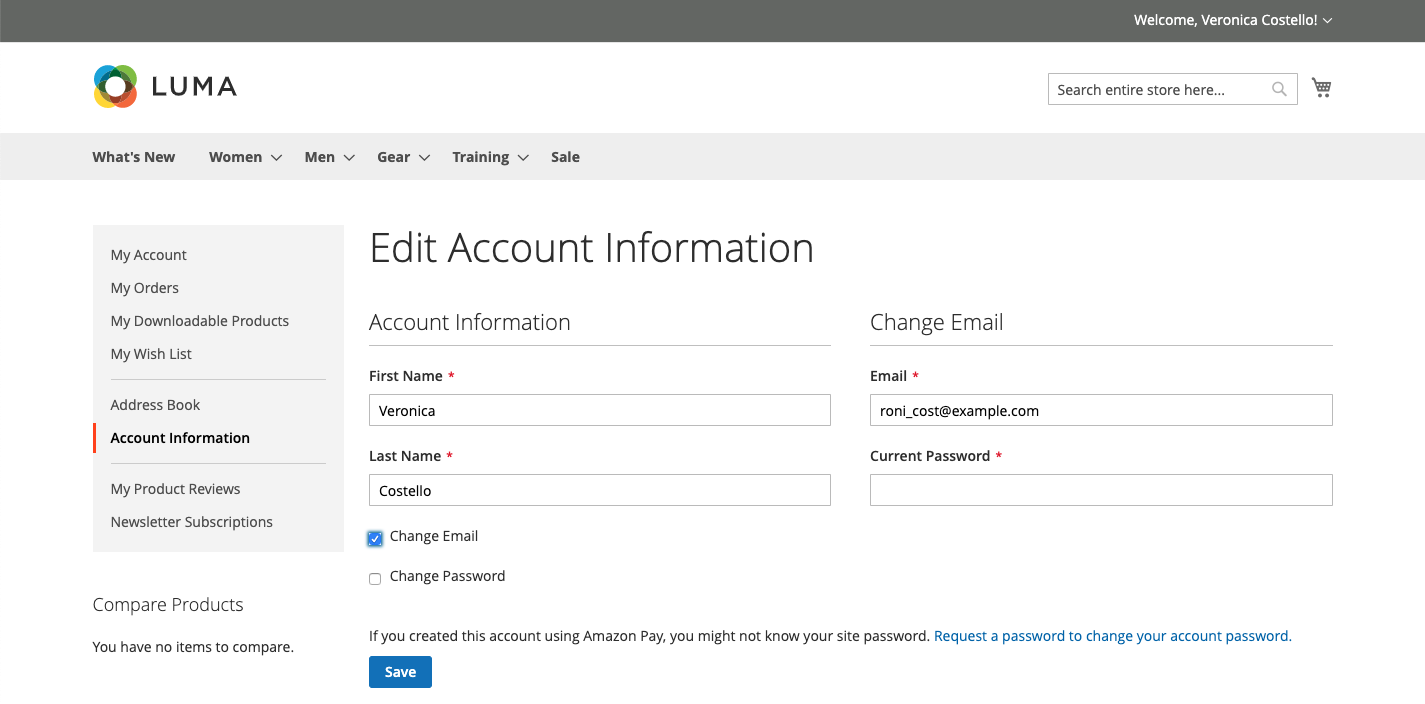 Welcome, Veronica Costello!
LUMA
Search entire store here...
What's New Women Men Gear Training Sale
My Account
My Orders
My Downloadable Products
My Wish List
Address Book
Account Information
My Product Reviews
Newsletter Subscriptions
Compare Products
You have no items to compare.
Edit Account Information
Account Information
First Name *
Veronica
Last Name *
Costello
Change Email
Change Password
Change Email
Email *
roni_cost@example.com
Current Password *
If you created this account using Amazon Pay, you might not know your site password. Request a password to change your account password.
Save